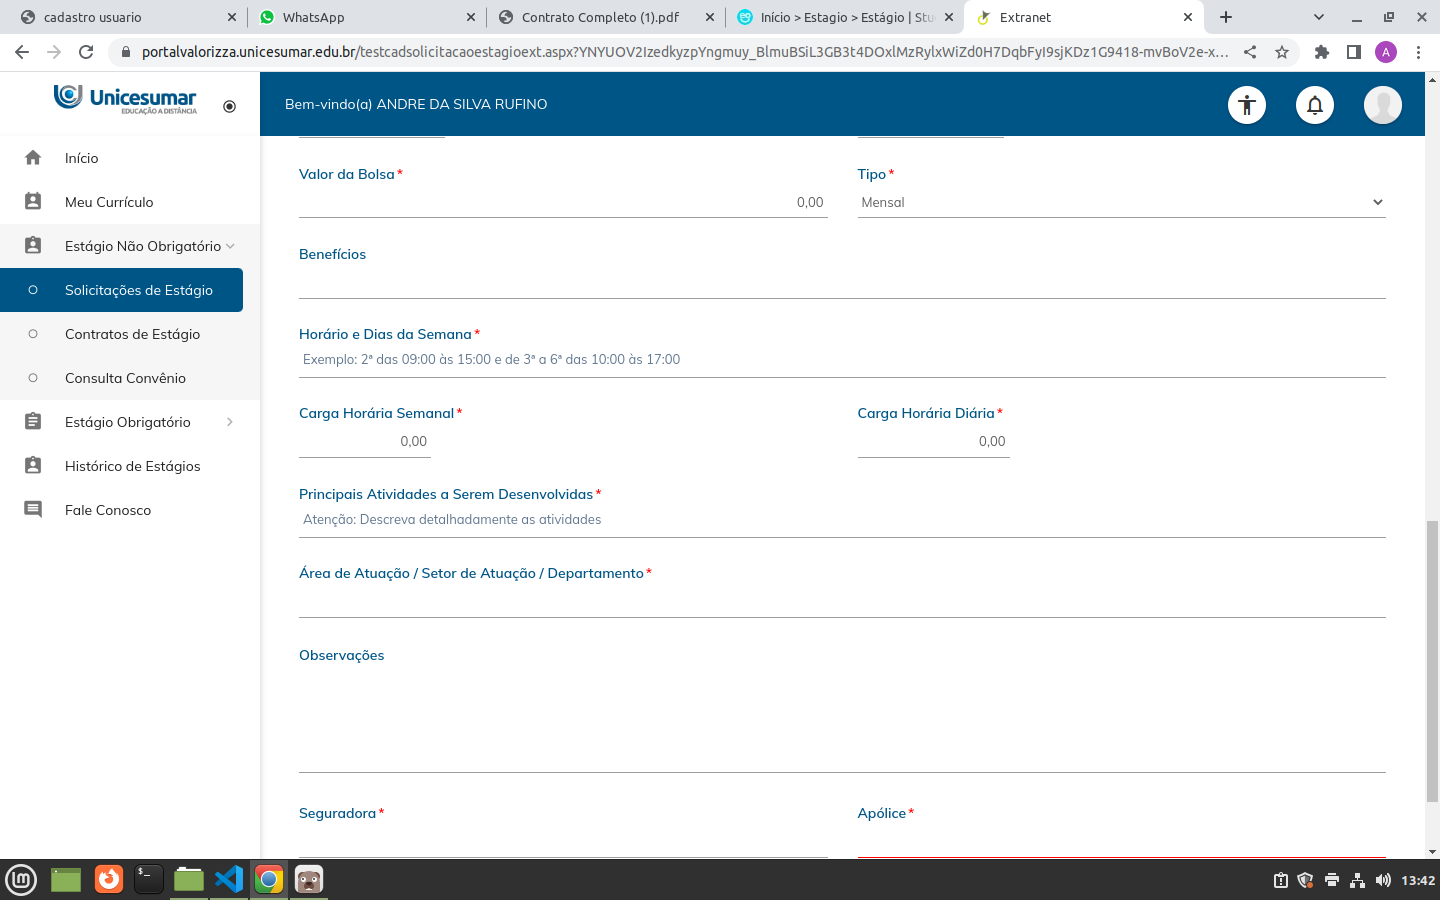 cadastro usuario
WhatsApp
Contrato Completo (1).pdf
Início > Estagio > Estágio | Stu
Extranet
portalvalorizza.unicesumar.edu.br/testcadsolicitacaoestagioext.aspx?YNYUOV2IzedkyzpYngmuy_BlmuBSiL3GB3t4DOxlMzRylxWiZd0H7DqbFyI9sjKDz1G9418-mvBoV2e-x...
A
Unicesumar
EDUCAÇÃO A DISTÂNCIA
Bem-vindo(a) ANDRE DA SILVA RUFINO
Início
Meu Currículo
Estágio Não Obrigatório
Solicitações de Estágio
Contratos de Estágio
Consulta Convênio
Estágio Obrigatório
Histórico de Estágios
Fale Conosco
Valor da Bolsa*
0,00
Tipo*
Mensal
Benefícios
Horário e Dias da Semana*
Exemplo: 2ª das 09:00 às 15:00 e de 3ª a 6ª das 10:00 às 17:00
Carga Horária Semanal*
0,00
Carga Horária Diária*
0,00
Principais Atividades a Serem Desenvolvidas*
Atenção: Descreva detalhadamente as atividades
Área de Atuação / Setor de Atuação / Departamento*
Observações
Seguradora*
Apólice*
13:42